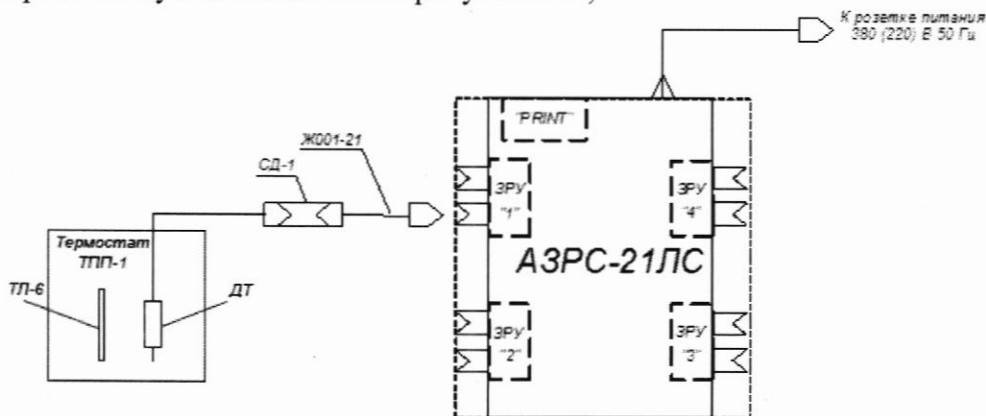 К розетке питания
380 (220) В 50 Гц
"PRINT"
Ж001-21
СД-1
ЗРУ
"1"
ЗРУ
"4"
АЗРС-21ЛС
Термостат
ТПП-1
ТЛ-6
ДТ
ЗРУ
"2"
ЗРУ
"3"